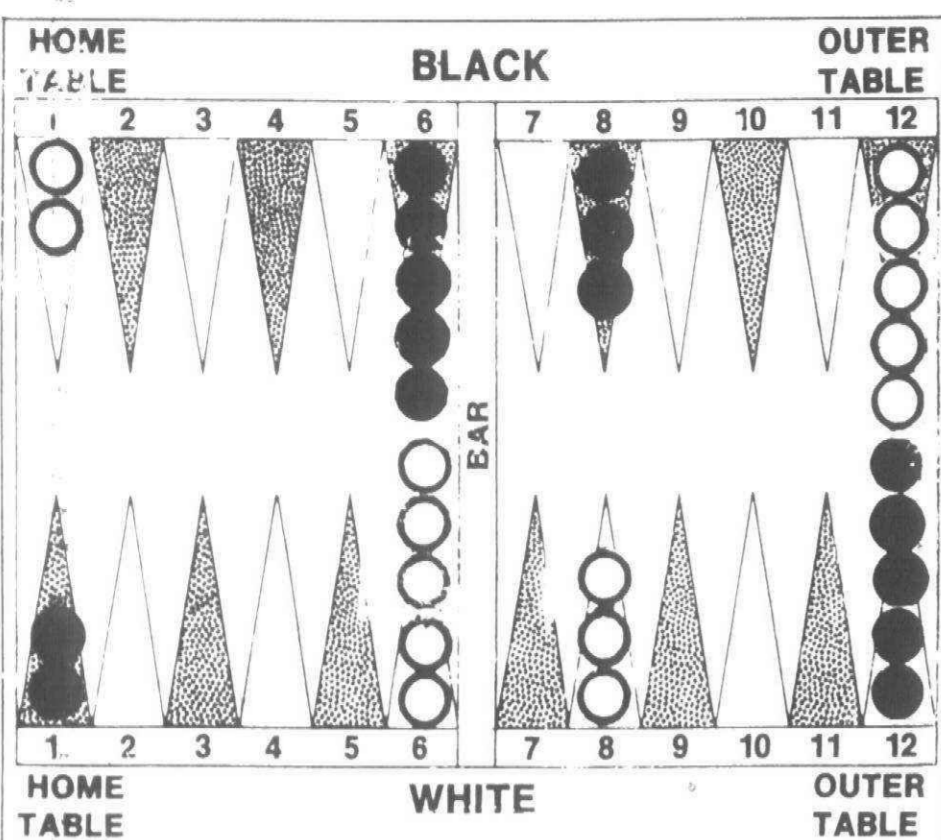 HOME
TABLE
BLACK
OUTER
TABLE
1 2 3 4 5 6 7 8 9 10 11 12
BAR
1 2 3 4 5 6 7 8 9 10 11 12
HOME
TABLE
WHITE
OUTER
TABLE